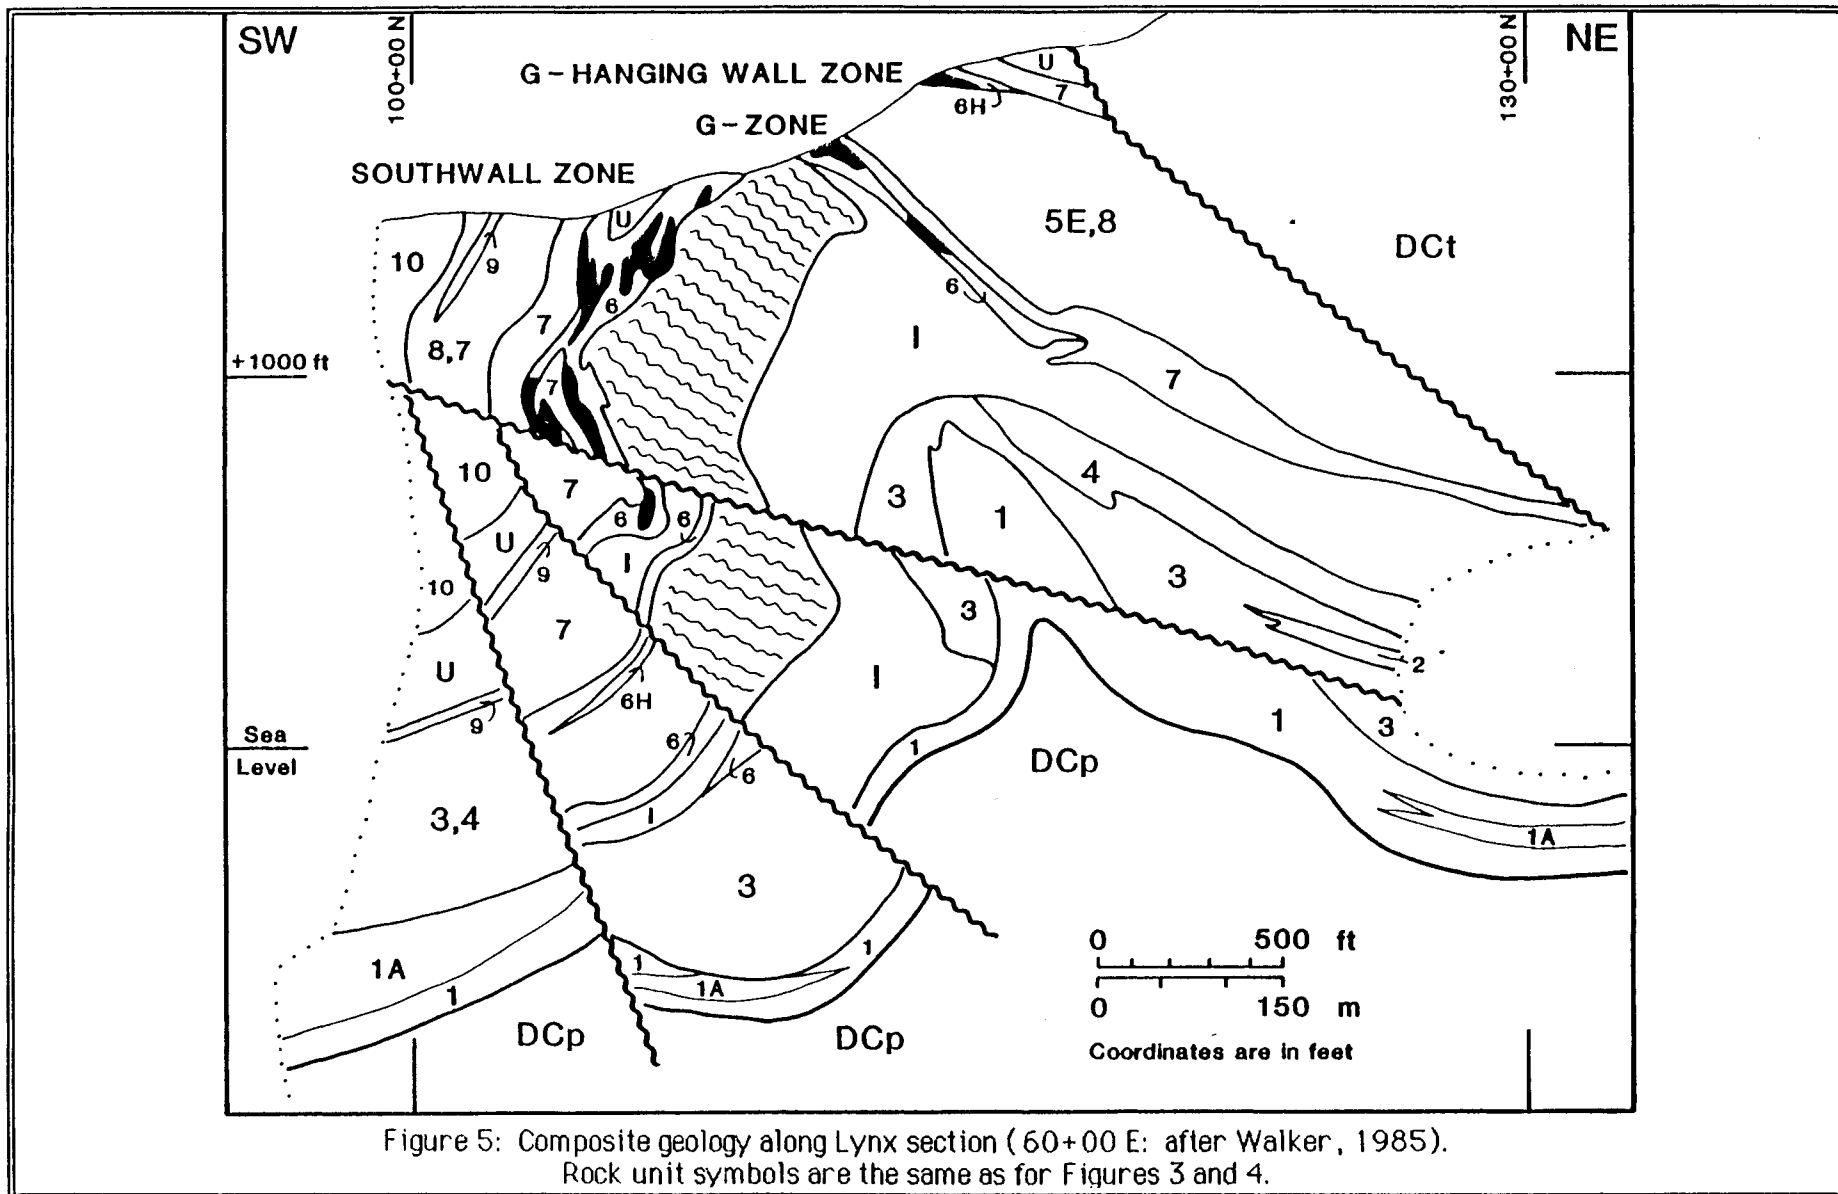 SW
100+00 N
130+00 N
NE
G-HANGING WALL ZONE
U
7
6H
G-ZONE
SOUTHWALL ZONE
U
5E,8
DCt
10
9
6
6
7
I
8,7
+1000 ft
7
7
10
7
4
3
1
6
6
U
I
3
9
10
3
7
U
6H
I
2
9
1
3
6
1
Sea
Level
DCp
6
3,4
I
1A
3
0 500 ft
1
1
1A
1
1A
0 150 m
DCp
DCp
Coordinates are in feet
Figure 5: Composite geology along Lynx section (60+00 E: after Walker, 1985).
Rock unit symbols are the same as for Figures 3 and 4.